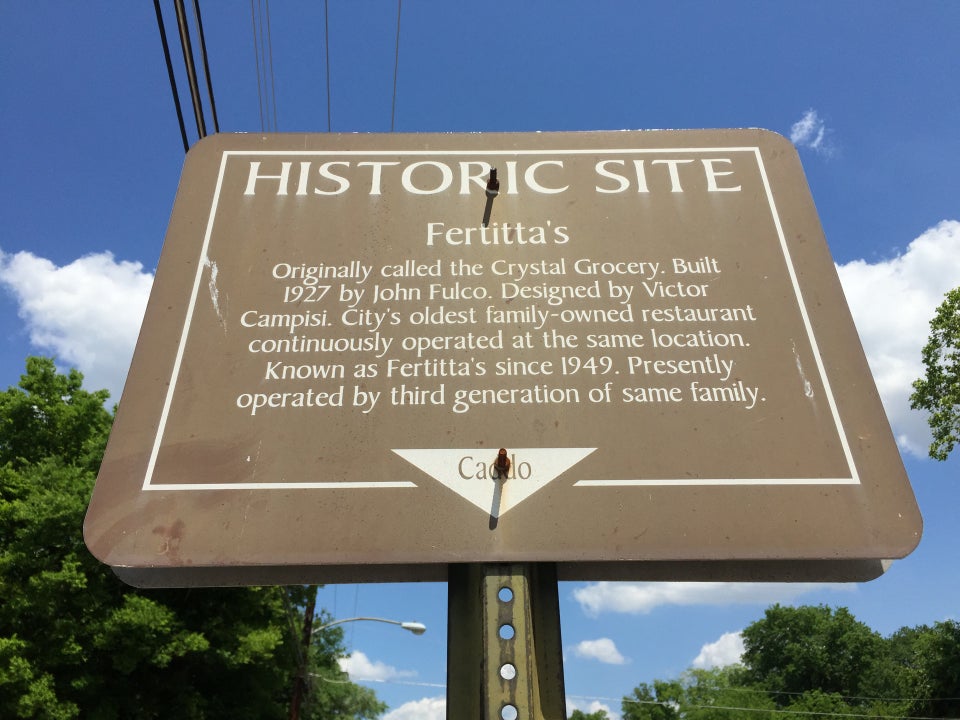 HISTORIC SITE
Fertitta's
Originally called the Crystal Grocery. Built
1927 by John Fulco. Designed by Victor
Campisi. City's oldest family-owned restaurant
continuously operated at the same location.
Known as Fertitta's since 1949. Presently
operated by third generation of same family.
Caddo